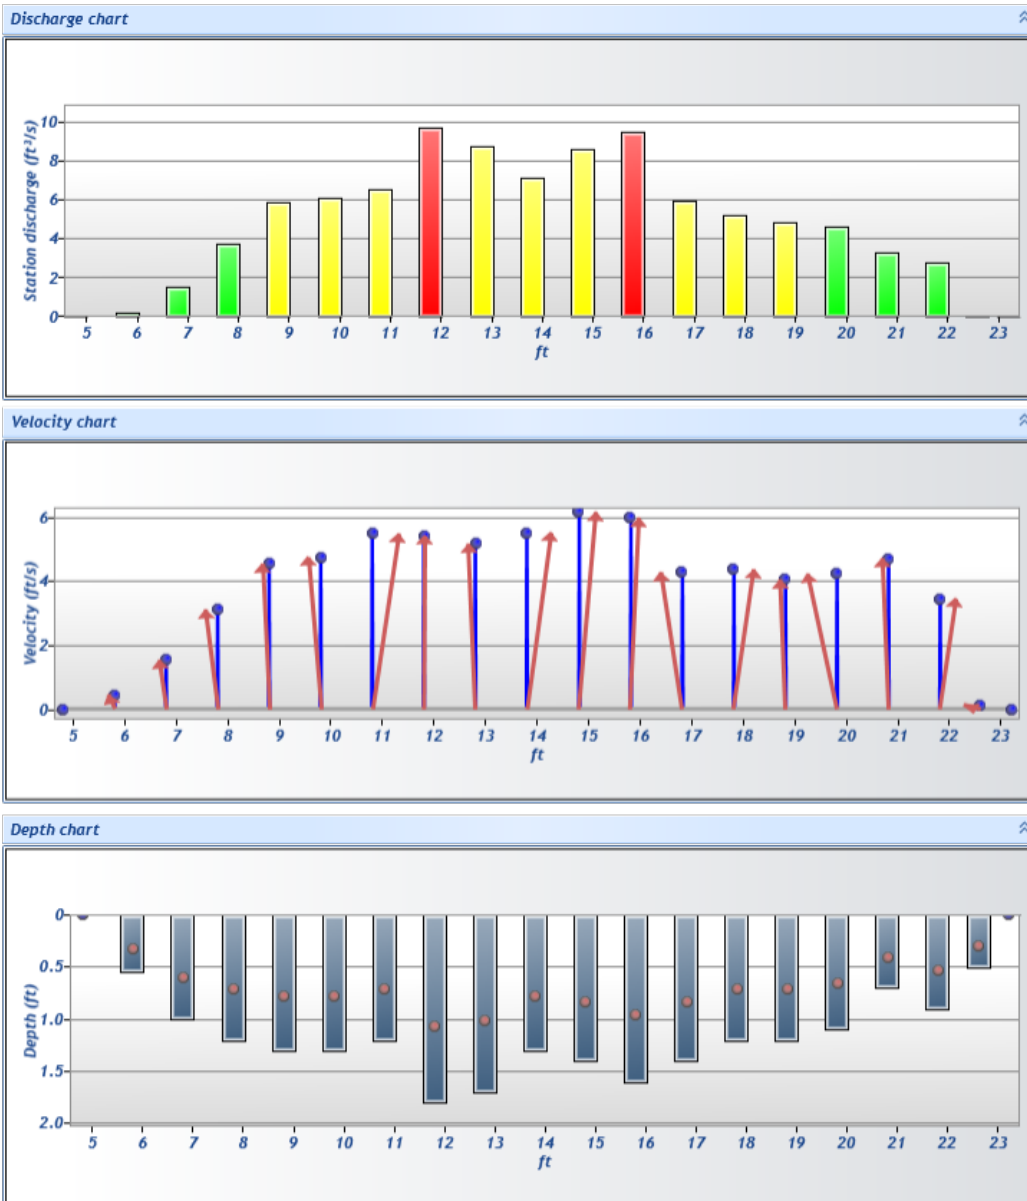 Discharge chart
Station discharge (ft³/s)
10
8
6
4
2
0
5 6 7 8 9 10 11 12 13 14 15 16 17 18 19 20 21 22 23
ft
Velocity chart
Velocity (ft/s)
6
4
2
0
5 6 7 8 9 10 11 12 13 14 15 16 17 18 19 20 21 22 23
ft
Depth chart
Depth (ft)
0
0.5
1.0
1.5
2.0
5 6 7 8 9 10 11 12 13 14 15 16 17 18 19 20 21 22 23
ft